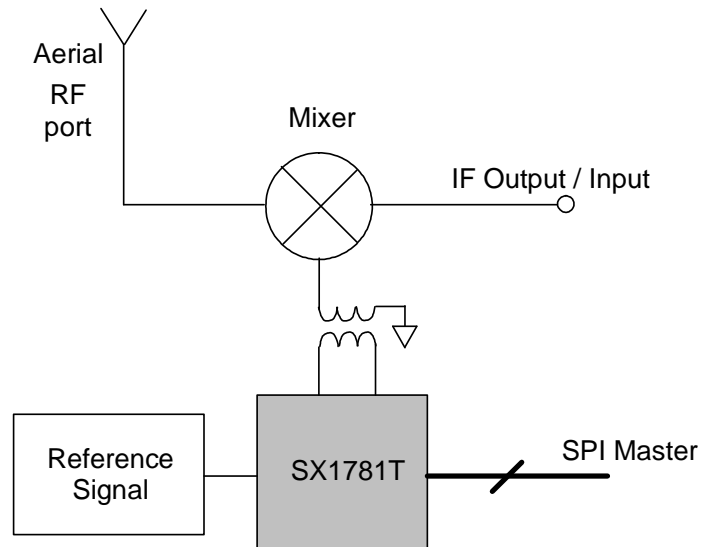 Aerial
RF
port
Mixer
IF Output / Input
Reference
Signal
SX1781T
SPI Master